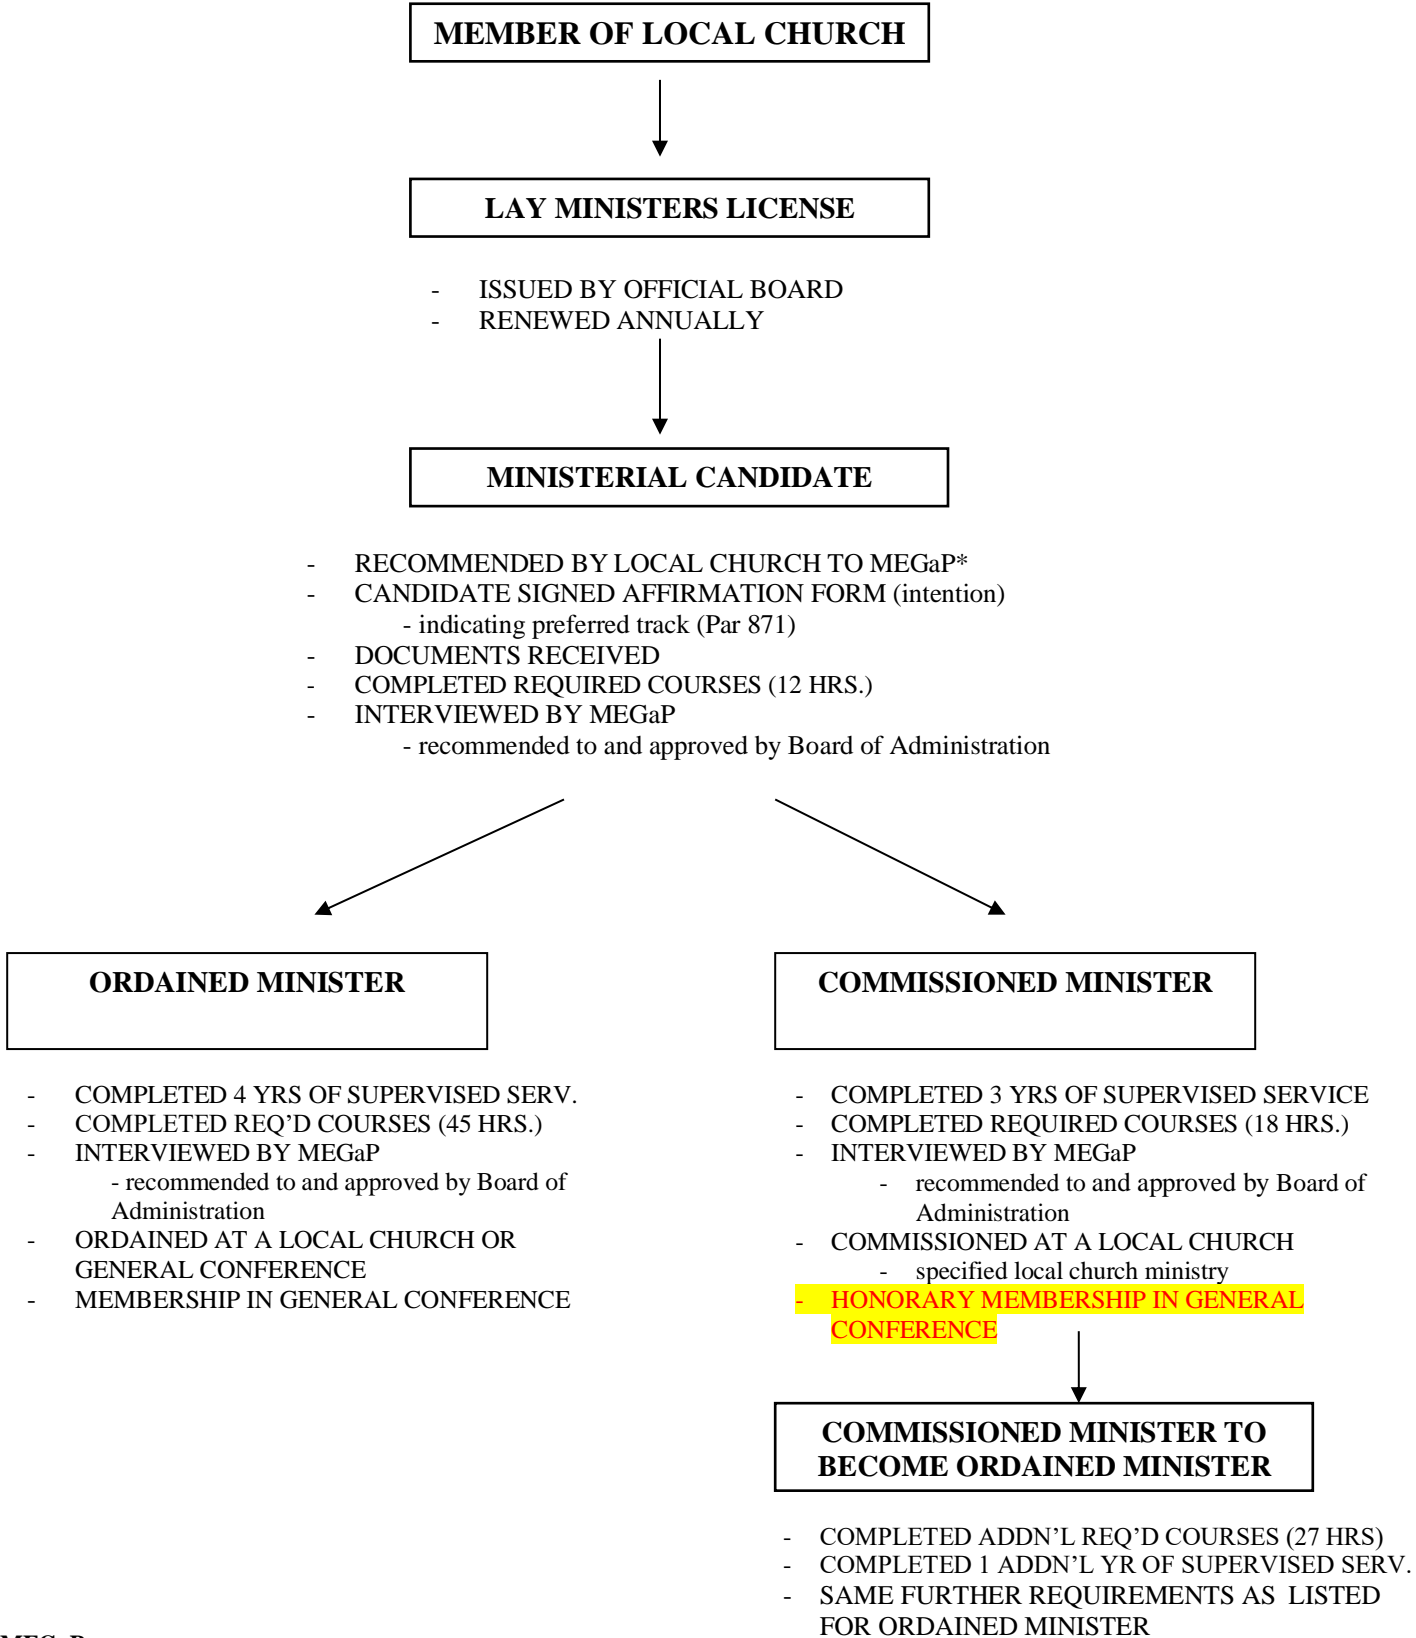 MEMBER OF LOCAL CHURCH
LAY MINISTERS LICENSE
- ISSUED BY OFFICIAL BOARD
- RENEWED ANNUALLY
MINISTERIAL CANDIDATE
- RECOMMENDED BY LOCAL CHURCH TO MEGaP*
- CANDIDATE SIGNED AFFIRMATION FORM (intention)
- indicating preferred track (Par 871)
- DOCUMENTS RECEIVED
- COMPLETED REQUIRED COURSES (12 HRS.)
- INTERVIEWED BY MEGaP
- recommended to and approved by Board of Administration
ORDAINED MINISTER
- COMPLETED 4 YRS OF SUPERVISED SERV.
- COMPLETED REQ’D COURSES (45 HRS.)
- INTERVIEWED BY MEGaP
- recommended to and approved by Board of
Administration
- ORDAINED AT A LOCAL CHURCH OR
GENERAL CONFERENCE
- MEMBERSHIP IN GENERAL CONFERENCE
COMMISSIONED MINISTER
- COMPLETED 3 YRS OF SUPERVISED SERVICE
- COMPLETED REQUIRED COURSES (18 HRS.)
- INTERVIEWED BY MEGaP
- recommended to and approved by Board of
Administration
- COMMISSIONED AT A LOCAL CHURCH
- specified local church ministry
- HONORARY MEMBERSHIP IN GENERAL
CONFERENCE
COMMISSIONED MINISTER TO
BECOME ORDAINED MINISTER
- COMPLETED ADDN’L REQ’D COURSES (27 HRS)
- COMPLETED 1 ADDN’L YR OF SUPERVISED SERV.
- SAME FURTHER REQUIREMENTS AS LISTED
FOR ORDAINED MINISTER